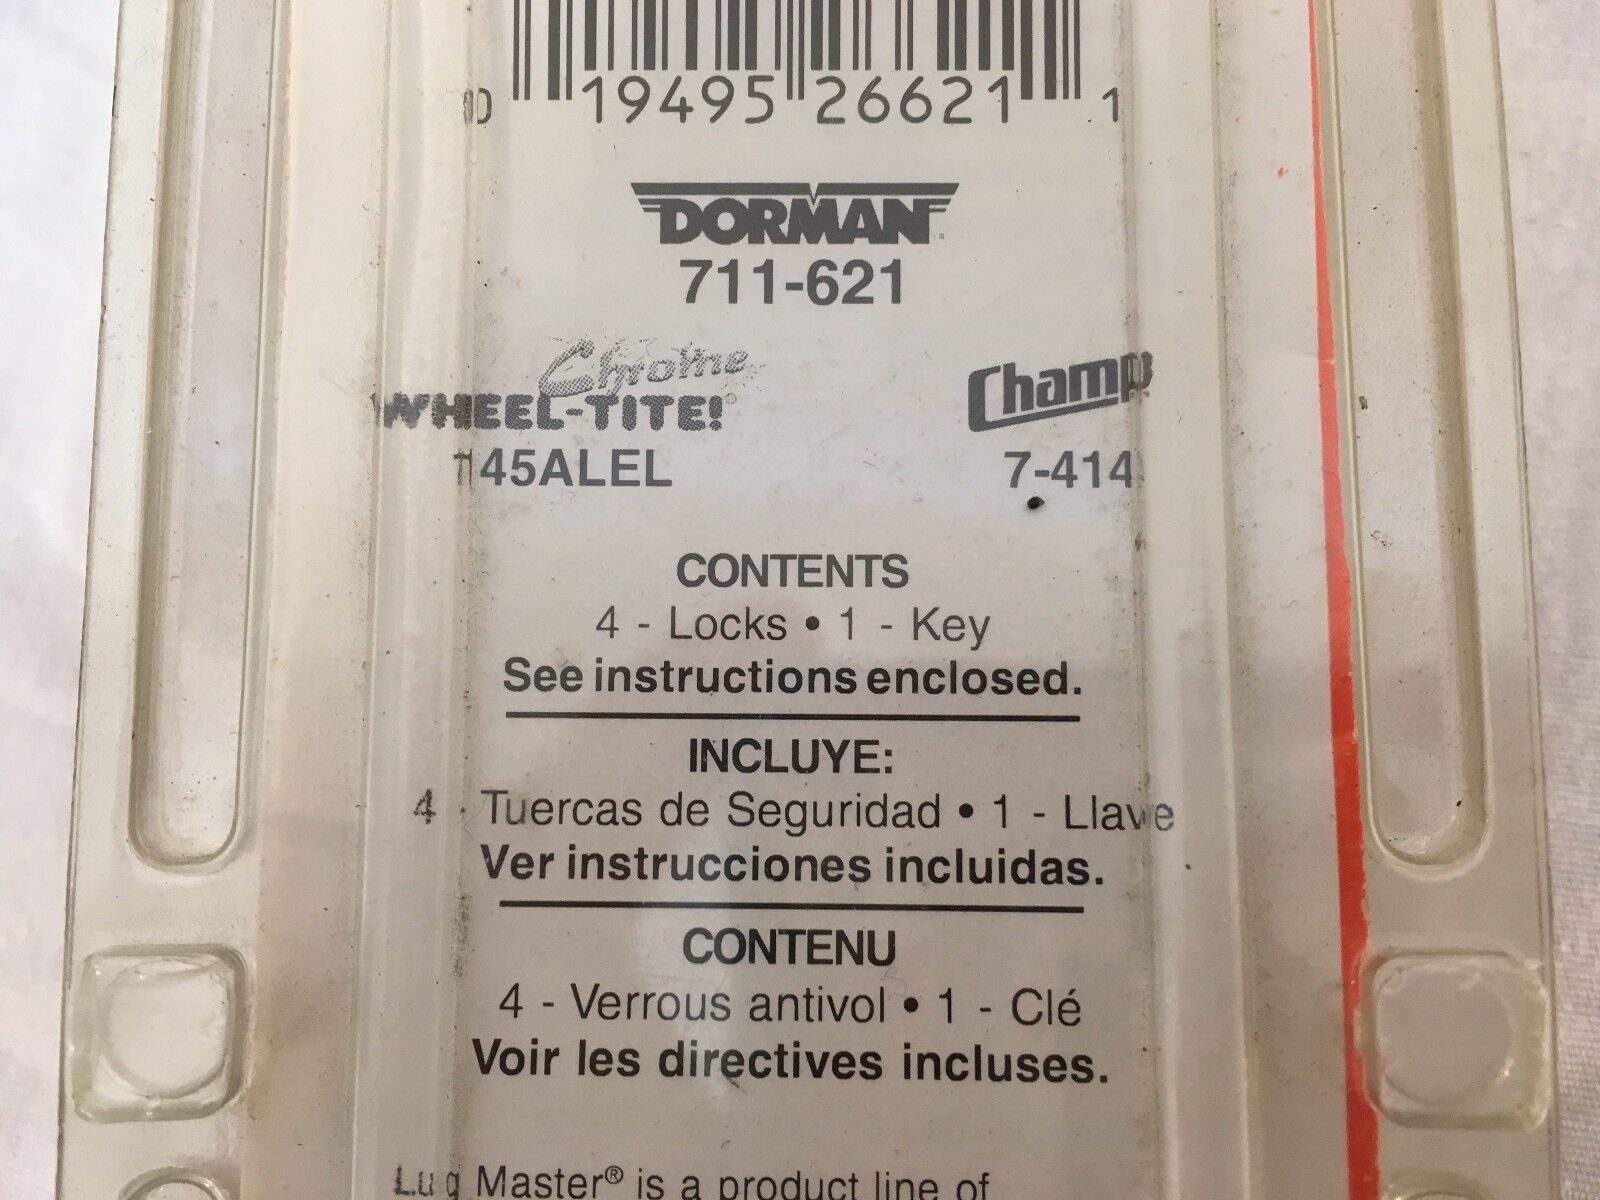 0 19495 26621 1
DORMAN
711-621
Chrome
WHEEL-TITE!®
45ALEL
Champ
7-414
CONTENTS
4 - Locks • 1 - Key
See instructions enclosed.
INCLUYE:
4 - Tuercas de Seguridad • 1 - Llave
Ver instrucciones incluidas.
CONTENU
4 - Verrous antivol • 1 - Clé
Voir les directives incluses.
Lug Master® is a product line of